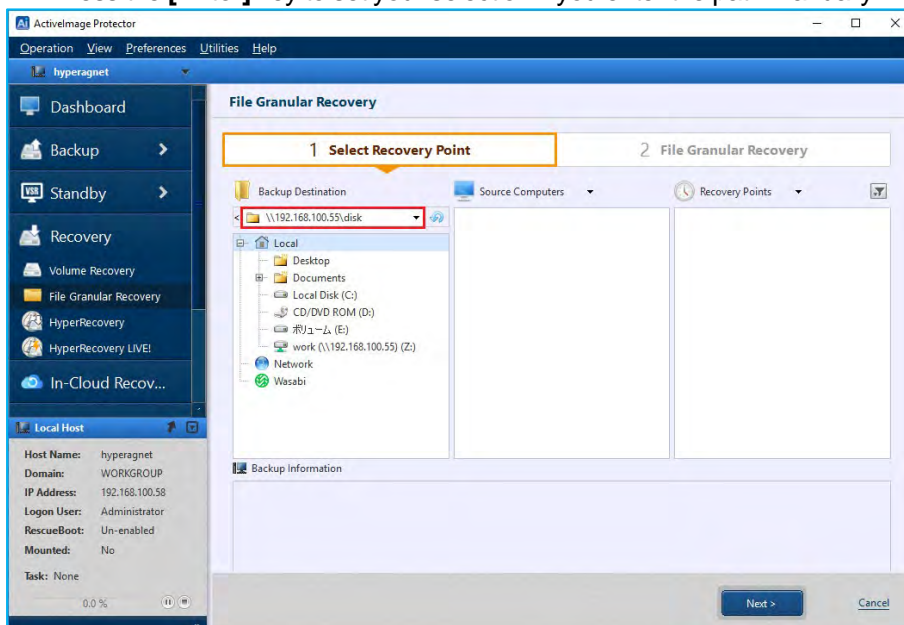 ActiveImage Protector
Operation View Preferences Utilities Help
hyperagnet
Dashboard
Backup >
Standby >
Recovery
Volume Recovery
File Granular Recovery
HyperRecovery
HyperRecovery LIVE!
In-Cloud Recov...
Local Host
Host Name: hyperagnet
Domain: WORKGROUP
IP Address: 192.168.100.58
Logon User: Administrator
RescueBoot: Un-enabled
Mounted: No
Task: None
0.0 %
File Granular Recovery
1 Select Recovery Point
2 File Granular Recovery
Backup Destination
Source Computers
Recovery Points
< \\192.168.100.55\disk
Local
Desktop
Documents
Local Disk (C:)
CD/DVD ROM (D:)
ボリューム (E:)
work (\\192.168.100.55) (Z:)
Network
Wasabi
Backup Information
Next >
Cancel